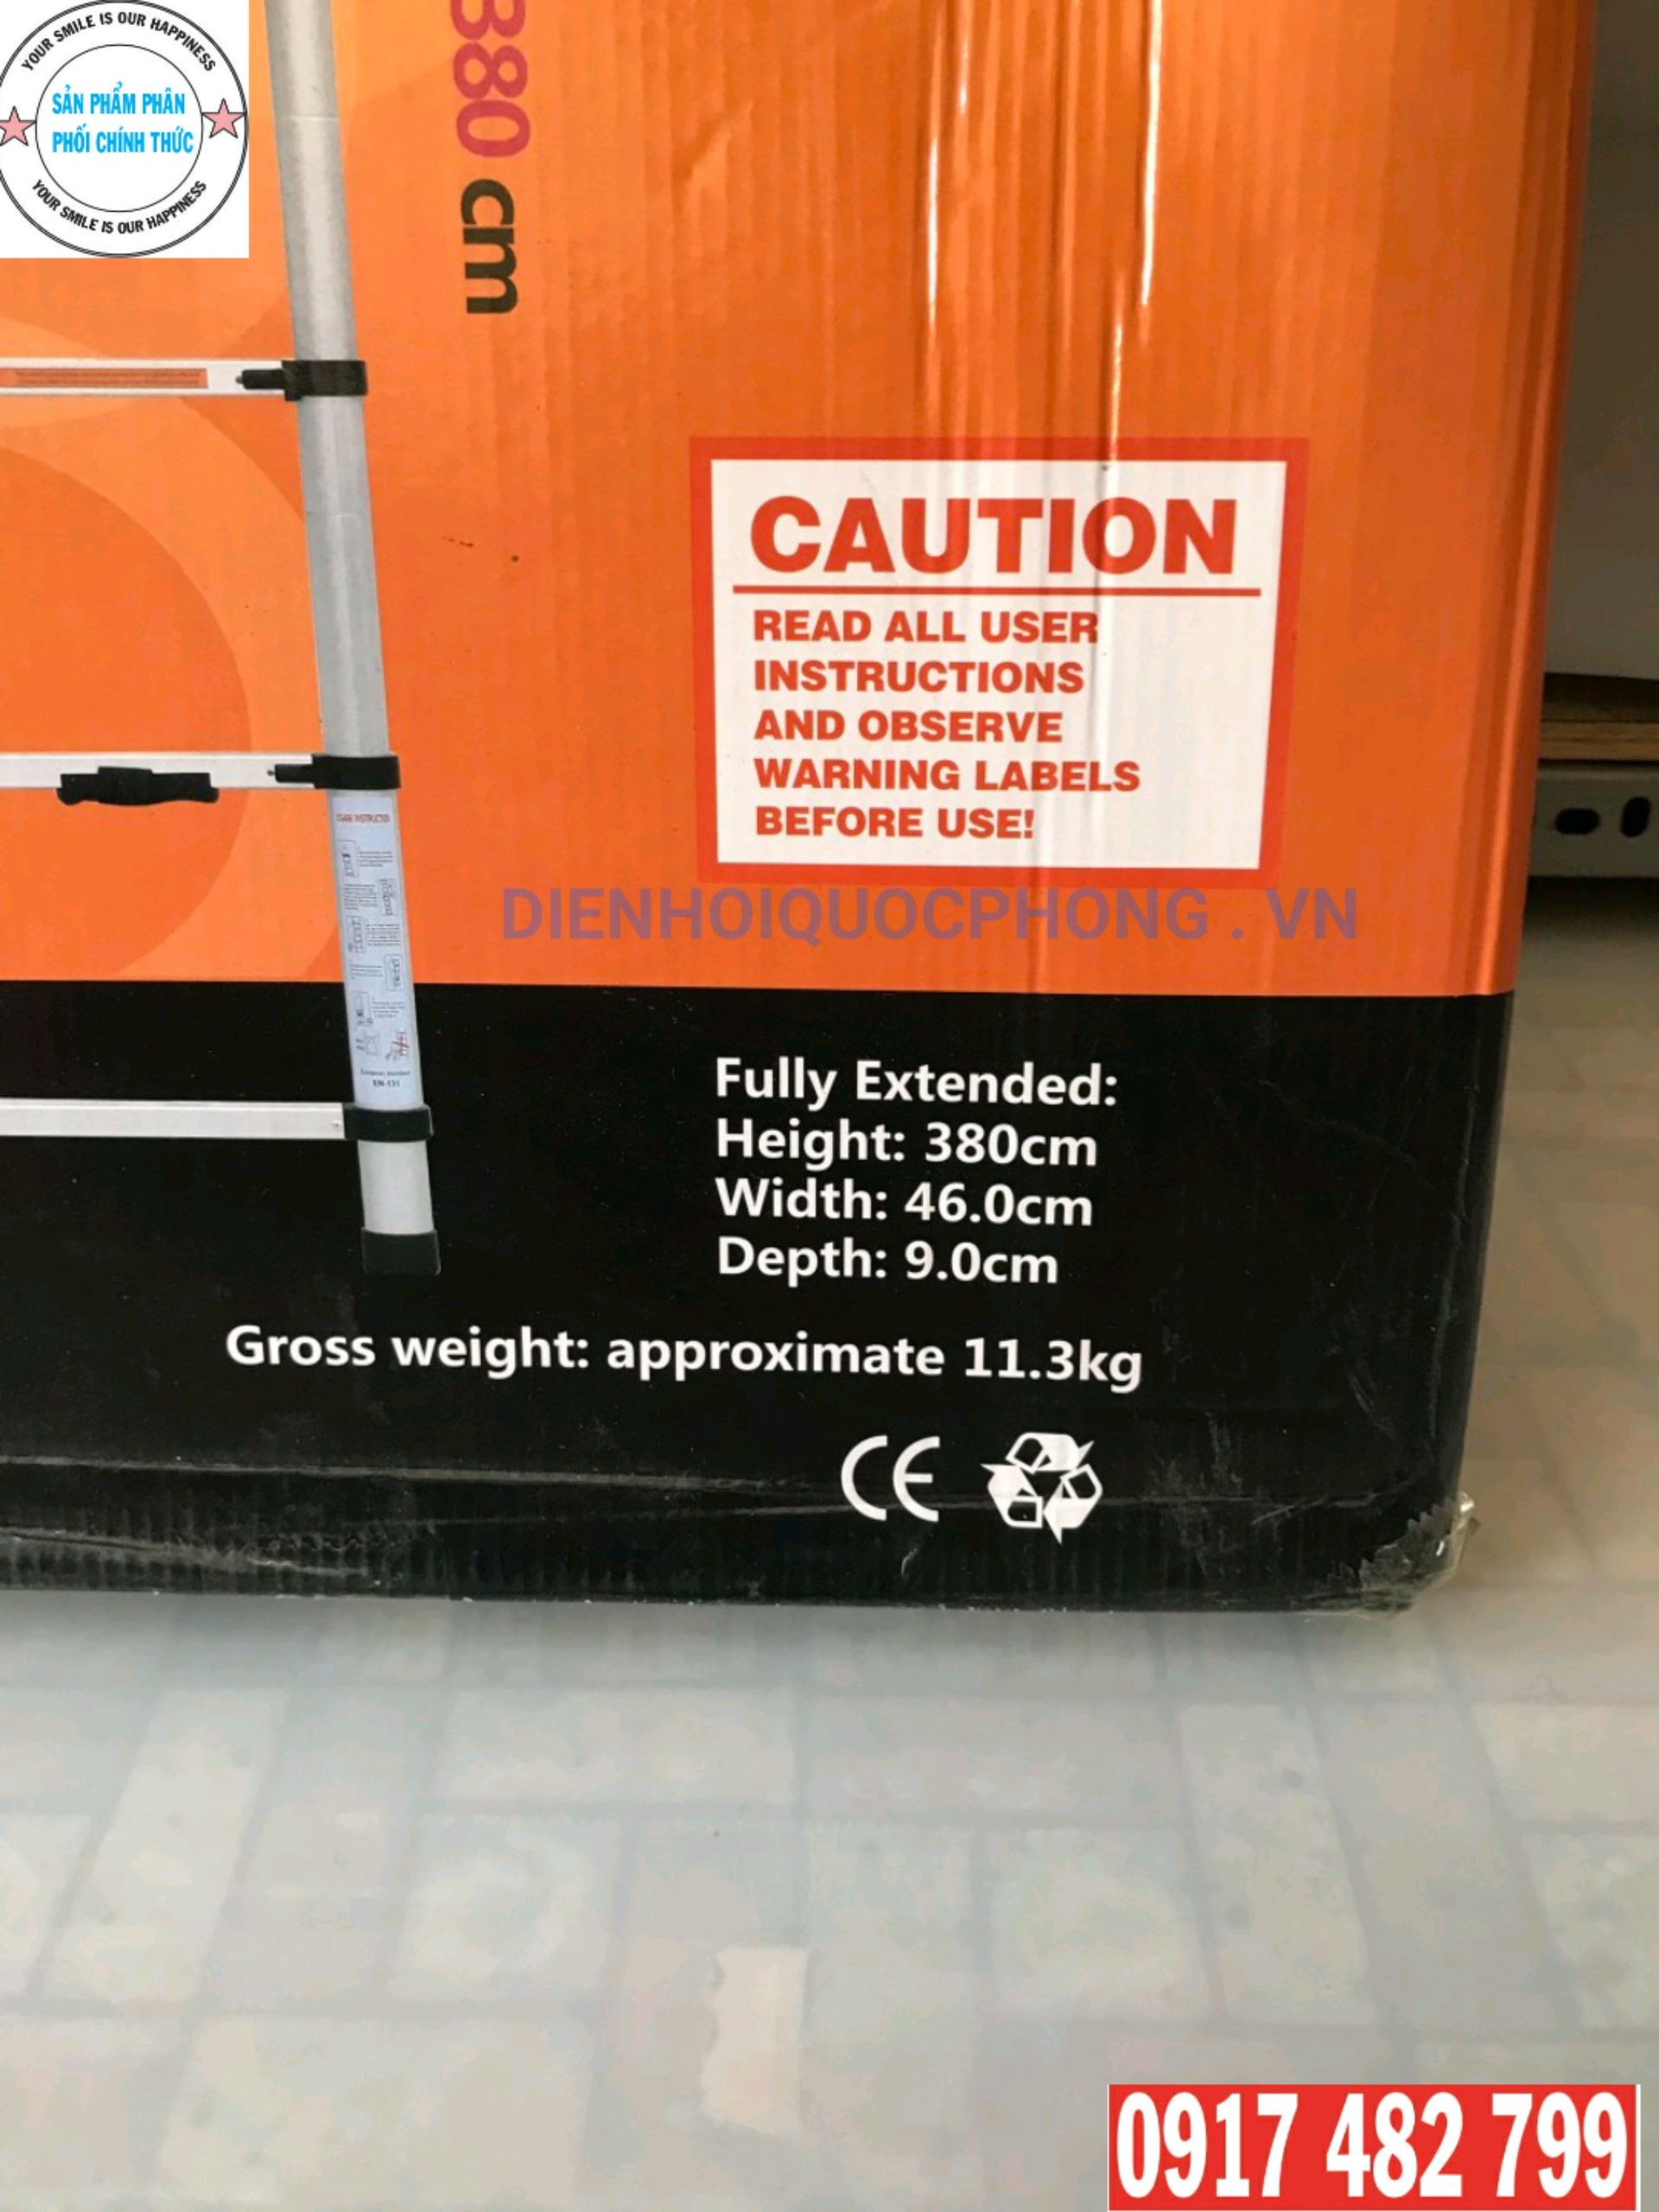 YOUR SMILE IS OUR HAPPINESS
SẢN PHẨM PHÂN
PHỐI CHÍNH THỨC
YOUR SMILE IS OUR HAPPINESS
380 cm
CAUTION
READ ALL USER
INSTRUCTIONS
AND OBSERVE
WARNING LABELS
BEFORE USE!
DIENHOIQUOCPHONG . VN
EN-131
Fully Extended:
Height: 380cm
Width: 46.0cm
Depth: 9.0cm
Gross weight: approximate 11.3kg
CE
0917 482 799